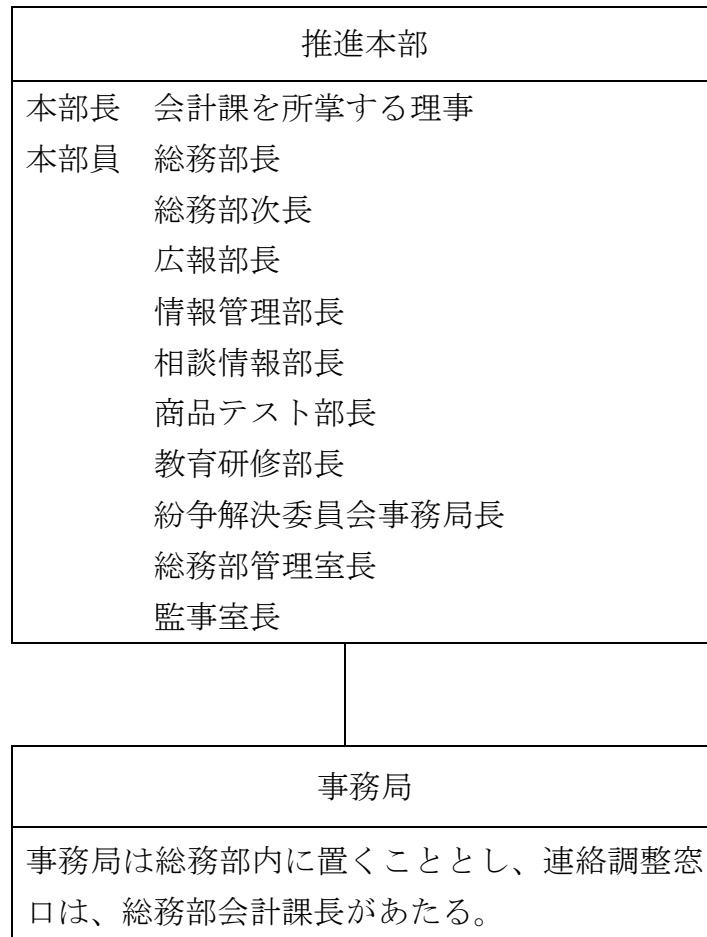 推進本部
本部長　会計課を所掌する理事
本部員　総務部長
総務部次長
広報部長
情報管理部長
相談情報部長
商品テスト部長
教育研修部長
紛争解決委員会事務局長
総務部管理室長
監事室長
事務局
事務局は総務部内に置くこととし、連絡調整窓
口は、総務部会計課長があたる。